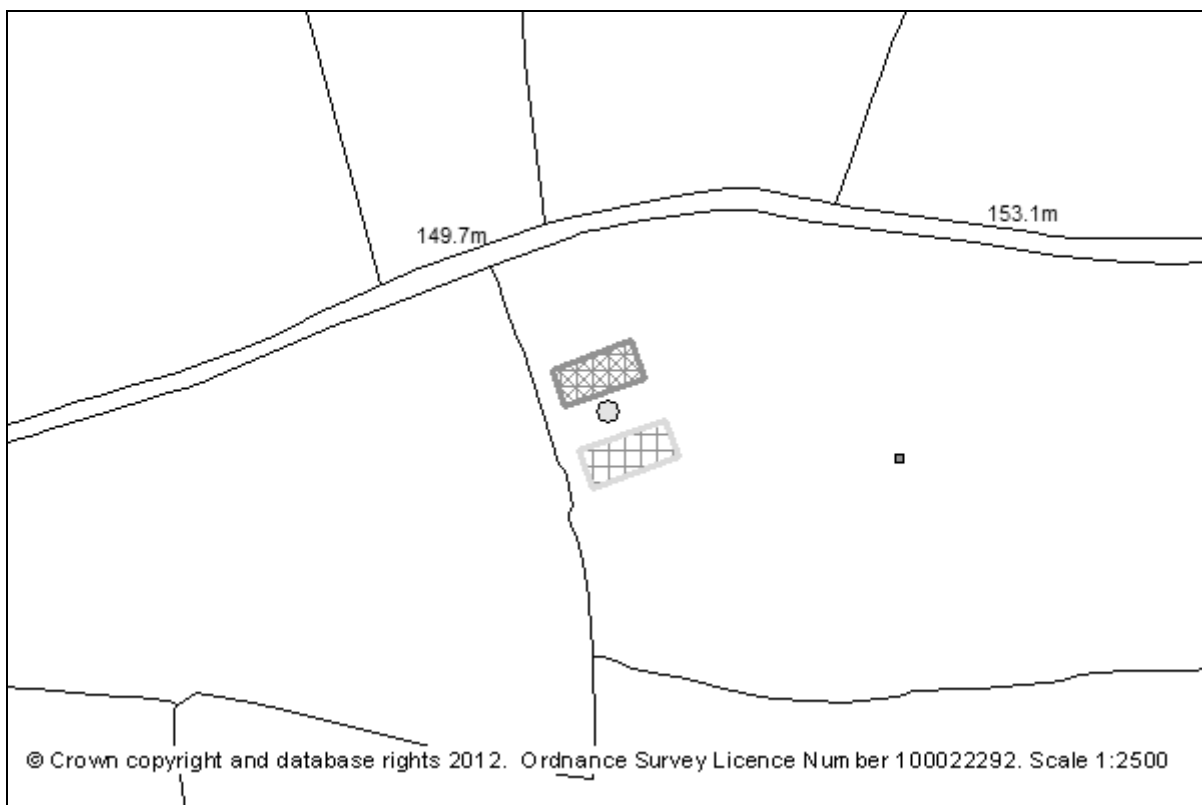 153.1m
149.7m
© Crown copyright and database rights 2012. Ordnance Survey Licence Number 100022292. Scale 1:2500